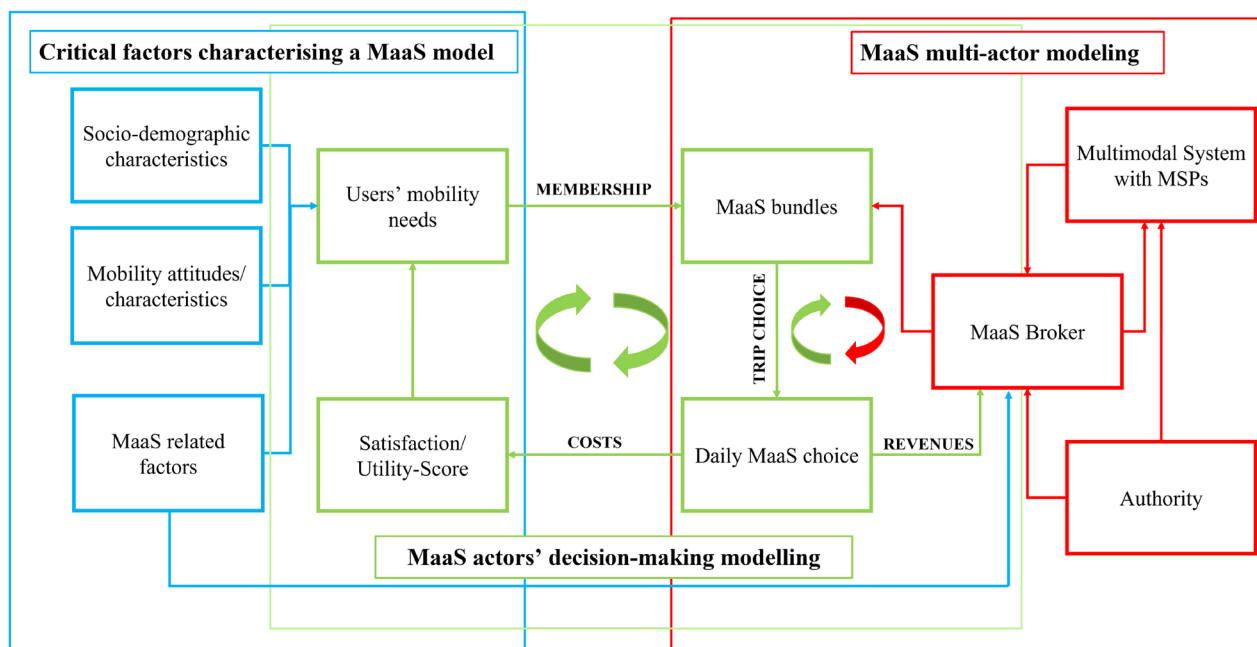 Critical factors characterising a MaaS model
MaaS multi-actor modeling
Socio-demographic
characteristics
Mobility attitudes/
characteristics
MaaS related
factors
Users’ mobility
needs
Satisfaction/
Utility-Score
MEMBERSHIP
COSTS
MaaS bundles
TRIP CHOICE
Daily MaaS choice
REVENUES
Multimodal System
with MSPs
MaaS Broker
Authority
MaaS actors’ decision-making modelling